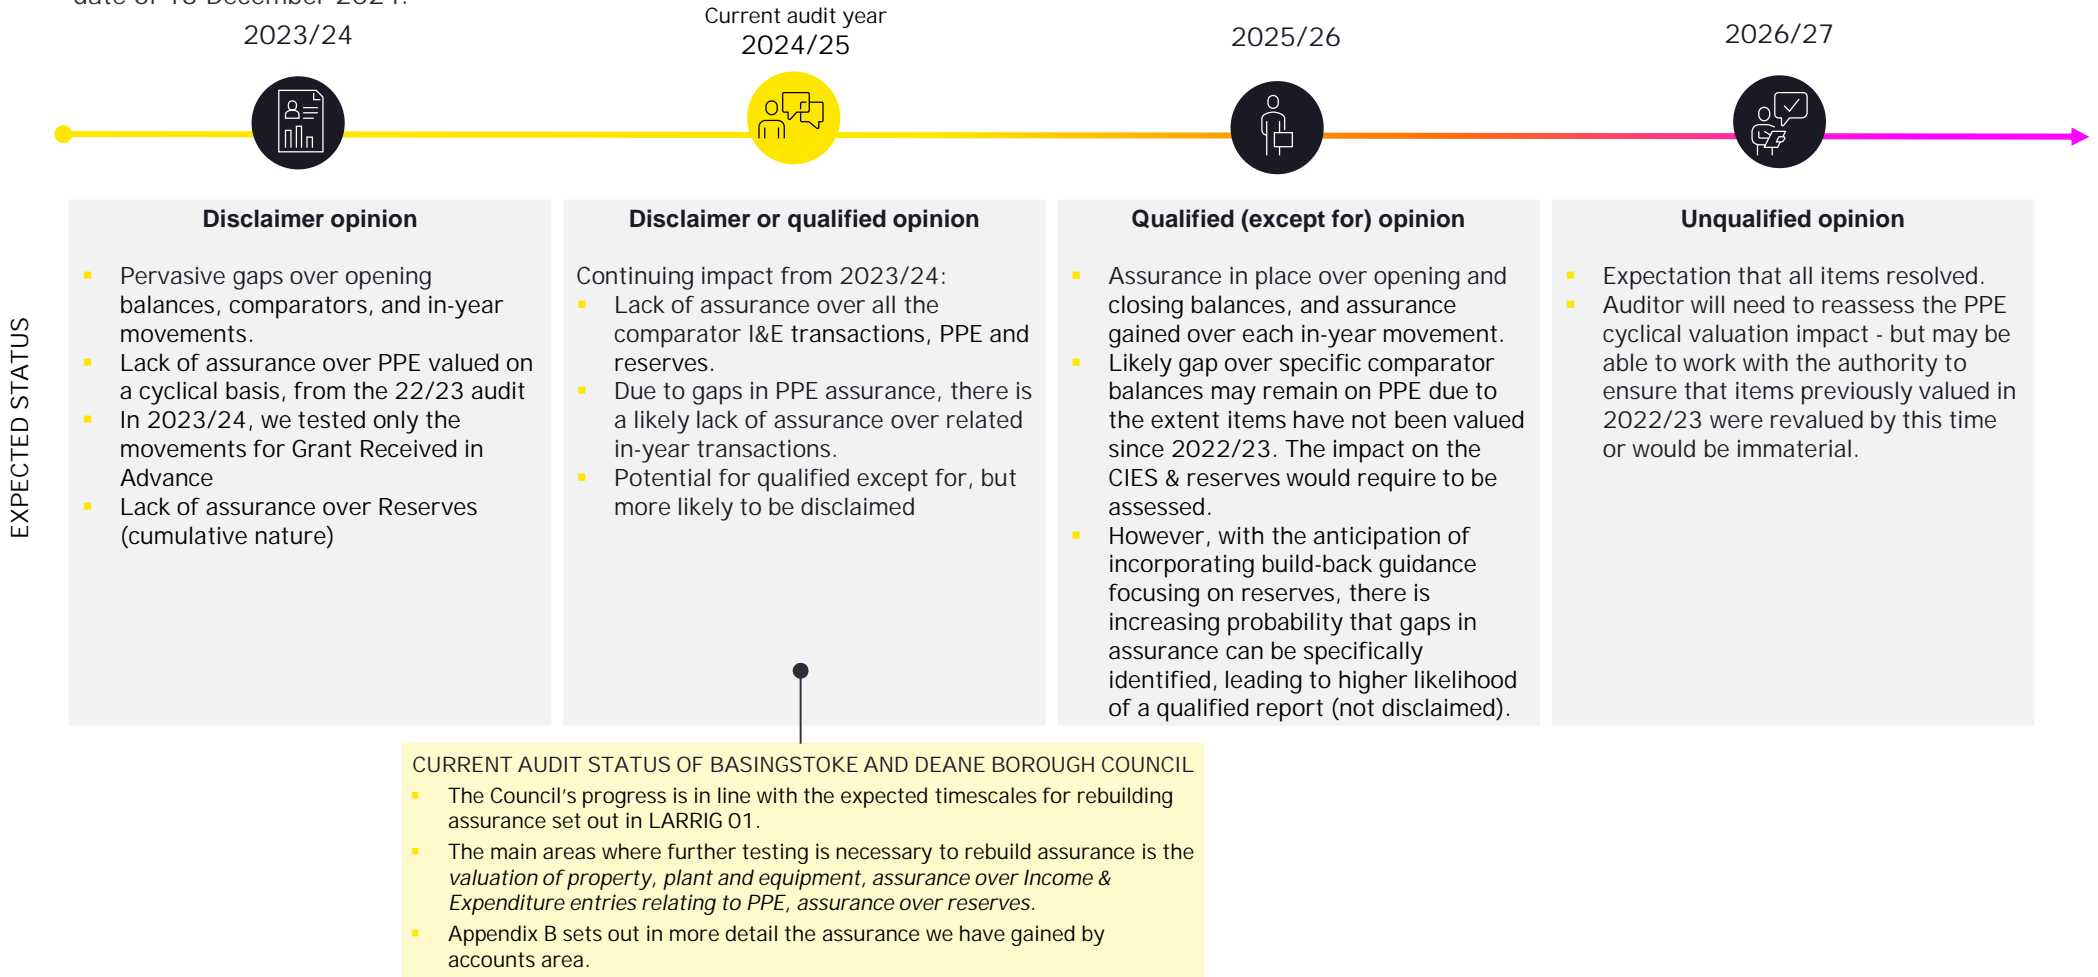 date of 13 December 2024.
2023/24
Current audit year
2024/25
2025/26
2026/27
EXPECTED STATUS
Disclaimer opinion
▪ Pervasive gaps over opening
balances, comparators, and in-year
movements.
▪ Lack of assurance over PPE valued on
a cyclical basis, from the 22/23 audit
▪ In 2023/24, we tested only the
movements for Grant Received in
Advance
▪ Lack of assurance over Reserves
(cumulative nature)
Disclaimer or qualified opinion
Continuing impact from 2023/24:
▪ Lack of assurance over all the
comparator I&E transactions, PPE and
reserves.
▪ Due to gaps in PPE assurance, there is
a likely lack of assurance over related
in-year transactions.
▪ Potential for qualified except for, but
more likely to be disclaimed
Qualified (except for) opinion
▪ Assurance in place over opening and
closing balances, and assurance
gained over each in-year movement.
▪ Likely gap over specific comparator
balances may remain on PPE due to
the extent items have not been valued
since 2022/23. The impact on the
CIES & reserves would require to be
assessed.
▪ However, with the anticipation of
incorporating build-back guidance
focusing on reserves, there is
increasing probability that gaps in
assurance can be specifically
identified, leading to higher likelihood
of a qualified report (not disclaimed).
Unqualified opinion
▪ Expectation that all items resolved.
▪ Auditor will need to reassess the PPE
cyclical valuation impact - but may be
able to work with the authority to
ensure that items previously valued in
2022/23 were revalued by this time
or would be immaterial.
CURRENT AUDIT STATUS OF BASINGSTOKE AND DEANE BOROUGH COUNCIL
▪ The Council's progress is in line with the expected timescales for rebuilding
assurance set out in LARRIG 01.
▪ The main areas where further testing is necessary to rebuild assurance is the
valuation of property, plant and equipment, assurance over Income &
Expenditure entries relating to PPE, assurance over reserves.
▪ Appendix B sets out in more detail the assurance we have gained by
accounts area.